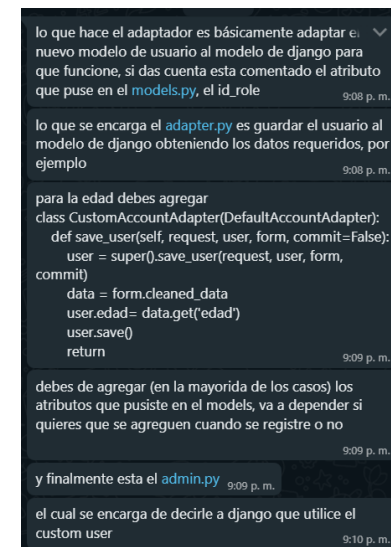 lo que hace el adaptador es básicamente adaptar el
nuevo modelo de usuario al modelo de django para
que funcione, si das cuenta esta comentado el atributo
que puse en el models.py, el id_role
9:08 p. m.
lo que se encarga el adapter.py es guardar el usuario al
modelo de django obteniendo los datos requeridos, por
ejemplo
9:08 p. m.
para la edad debes agregar
class CustomAccountAdapter(DefaultAccountAdapter):
def save_user(self, request, user, form, commit=False):
user = super().save_user(request, user, form,
commit)
data = form.cleaned_data
user.edad= data.get('edad')
user.save()
return
9:09 p. m.
debes de agregar (en la mayorida de los casos) los
atributos que pusiste en el models, va a depender si
quieres que se agreguen cuando se registre o no
9:09 p. m.
y finalmente esta el admin.py 9:09 p. m.
el cual se encarga de decirle a django que utilice el
custom user
9:10 p. m.